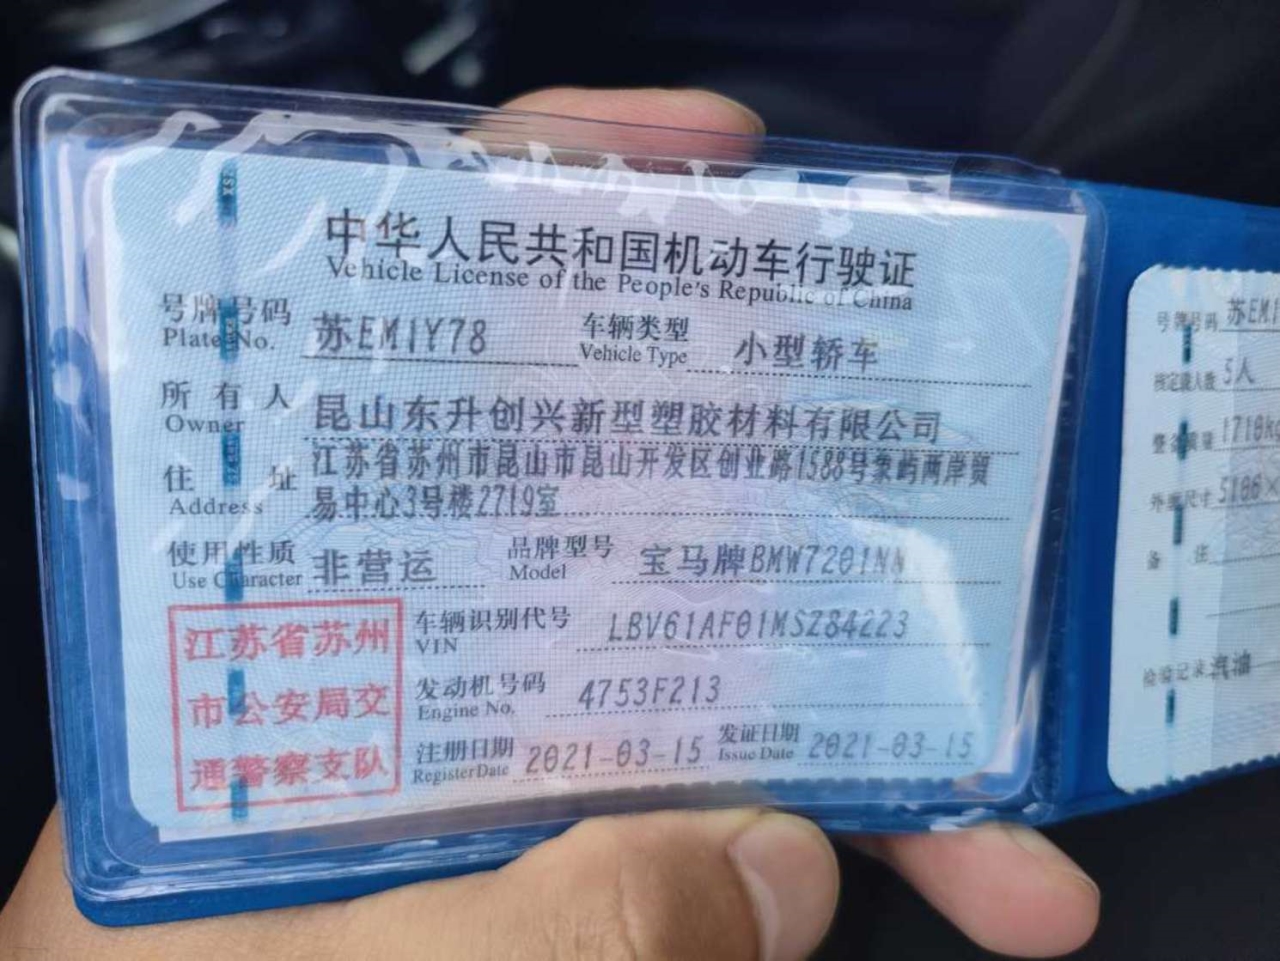 中华人民共和国机动车行驶证
Vehicle License of the People's Republic of China
号牌号码 苏EM1Y78 车辆类型 小型轿车
Plate No. Vehicle Type
所有人 昆山东升创兴新型塑胶材料有限公司
Owner
住址 江苏省苏州市昆山市昆山开发区创业路1588号象屿两岸贸
Address 易中心3号楼2719室
使用性质 非营运 品牌型号 宝马牌BMW7201NN
Use Character Model
江苏省苏州
市公安局交
通警察支队
车辆识别代号 LBV61AF01MSZ84223
VIN
发动机号码 4753F213
Engine No.
注册日期 2021-03-15 发证日期 2021-03-15
Register Date Issue Date
号牌号码 苏EM1
核定载人数 5人
整备质量 1710kg
外廓尺寸 5106×
备注
检验记录 汽油